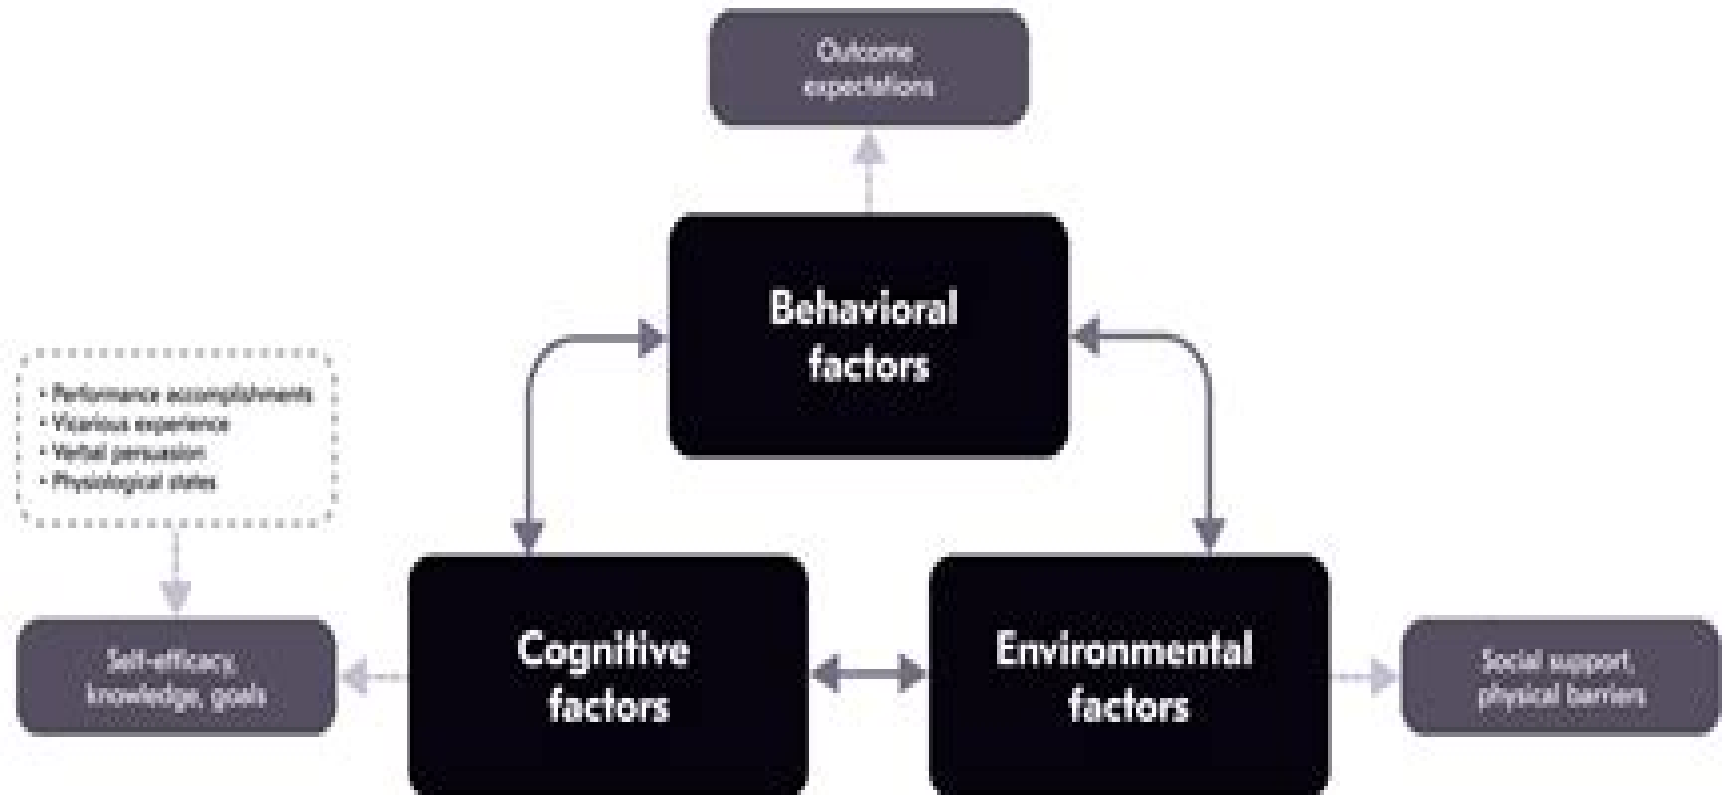 Outcome
expectations
Behavioral
factors
• Performance accomplishments
• Vicarious experience
• Verbal persuasion
• Physiological states
Self-efficacy,
knowledge, goals
Cognitive
factors
Environmental
factors
Social support,
physical barriers